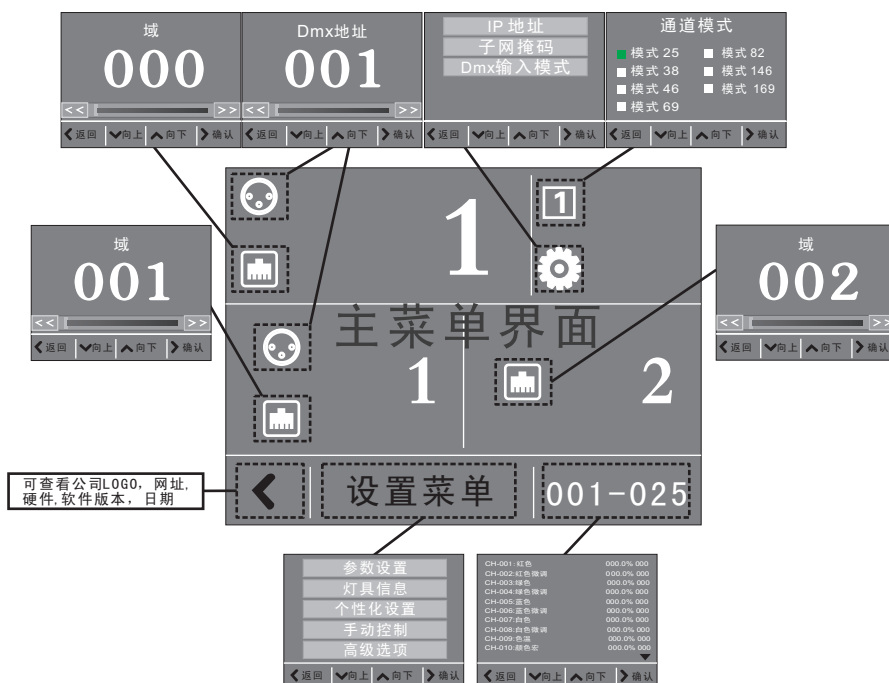 域
000
<< >>
返回 向上 向下 确认
Dmx地址
001
<< >>
返回 向上 向下 确认
IP 地址
子网掩码
Dmx输入模式
返回 向上 向下 确认
通道模式
模式 25 模式 82
模式 38 模式 146
模式 46 模式 169
模式 69
返回 向上 向下 确认
1
1
域
001
<< >>
返回 向上 向下 确认
主菜单界面
1
2
域
002
<< >>
返回 向上 向下 确认
可查看公司LOGO, 网址,
硬件,软件版本, 日期
设置菜单
001-025
参数设置
灯具信息
个性化设置
手动控制
高级选项
返回 向上 向下 确认
CH-001:红色 000.0% 000
CH-002:红色微调 000.0% 000
CH-003:绿色 000.0% 000
CH-004:绿色微调 000.0% 000
CH-005:蓝色 000.0% 000
CH-006:蓝色微调 000.0% 000
CH-007:白色 000.0% 000
CH-008:白色微调 000.0% 000
CH-009:色温 000.0% 000
CH-010:颜色宏 000.0% 000
返回 向上 向下 确认